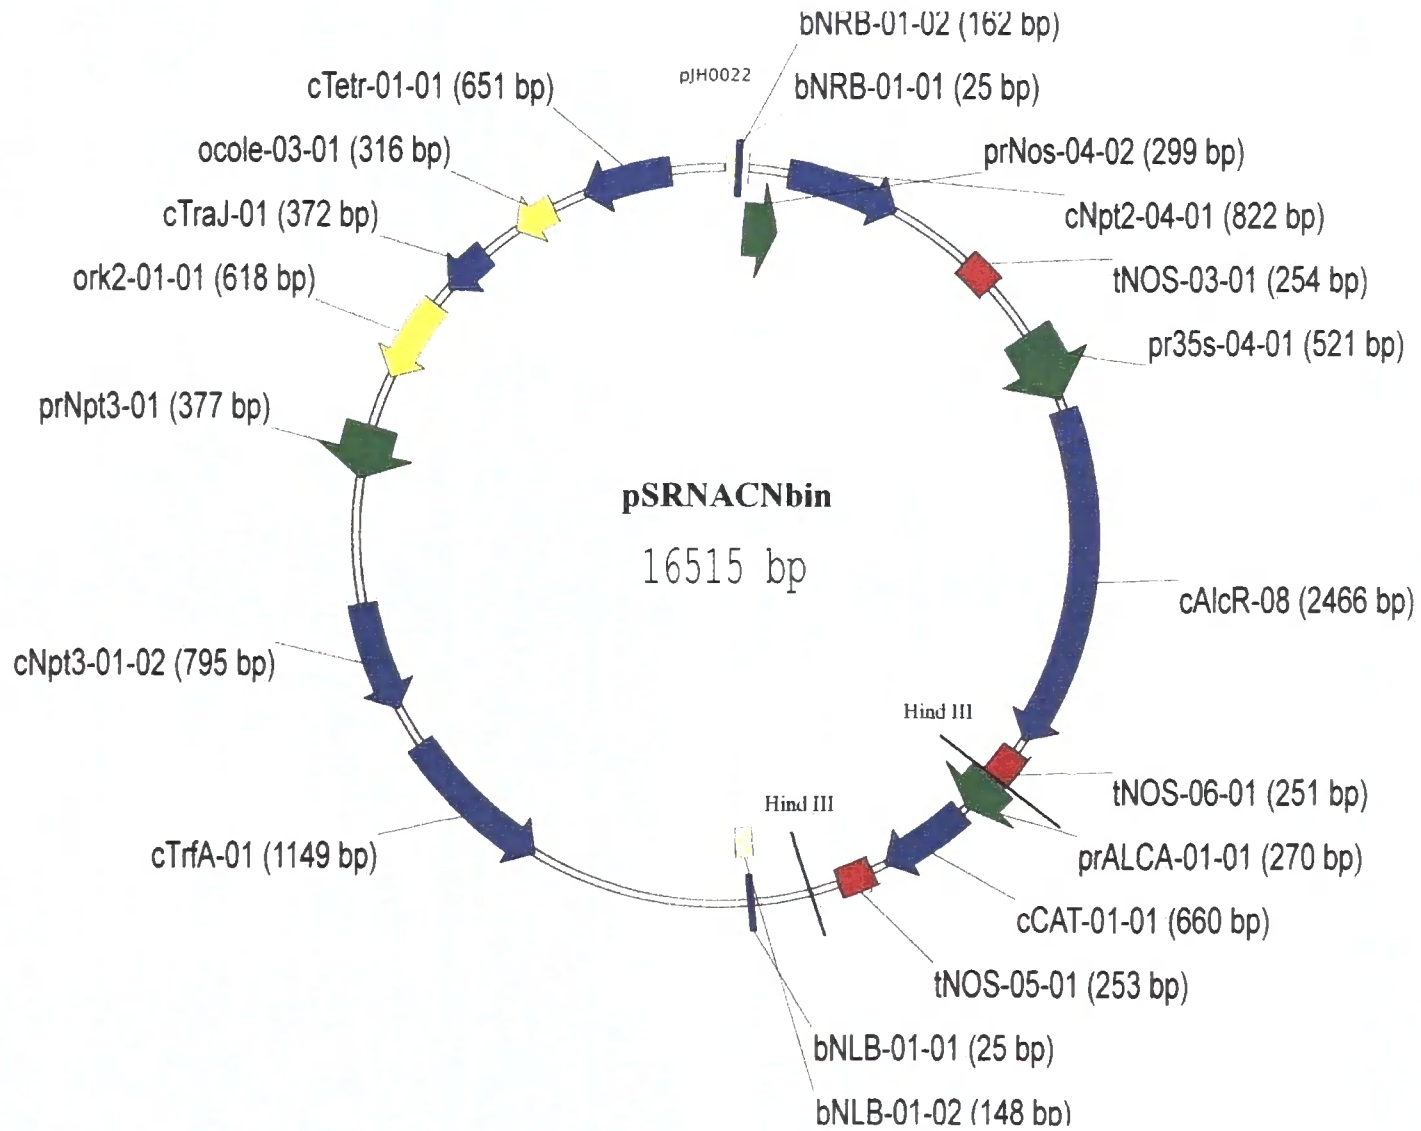 bNRB-01-02 (162 bp)
pJH0022
bNRB-01-01 (25 bp)
cTetr-01-01 (651 bp)
ocole-03-01 (316 bp)
prNos-04-02 (299 bp)
cTraJ-01 (372 bp)
cNpt2-04-01 (822 bp)
ork2-01-01 (618 bp)
tNOS-03-01 (254 bp)
pr35s-04-01 (521 bp)
prNpt3-01 (377 bp)
pSRNACNbin
16515 bp
cAlcR-08 (2466 bp)
cNpt3-01-02 (795 bp)
Hind III
Hind III
tNOS-06-01 (251 bp)
cTrfA-01 (1149 bp)
prALCA-01-01 (270 bp)
cCAT-01-01 (660 bp)
tNOS-05-01 (253 bp)
bNLB-01-01 (25 bp)
bNLB-01-02 (148 bp)